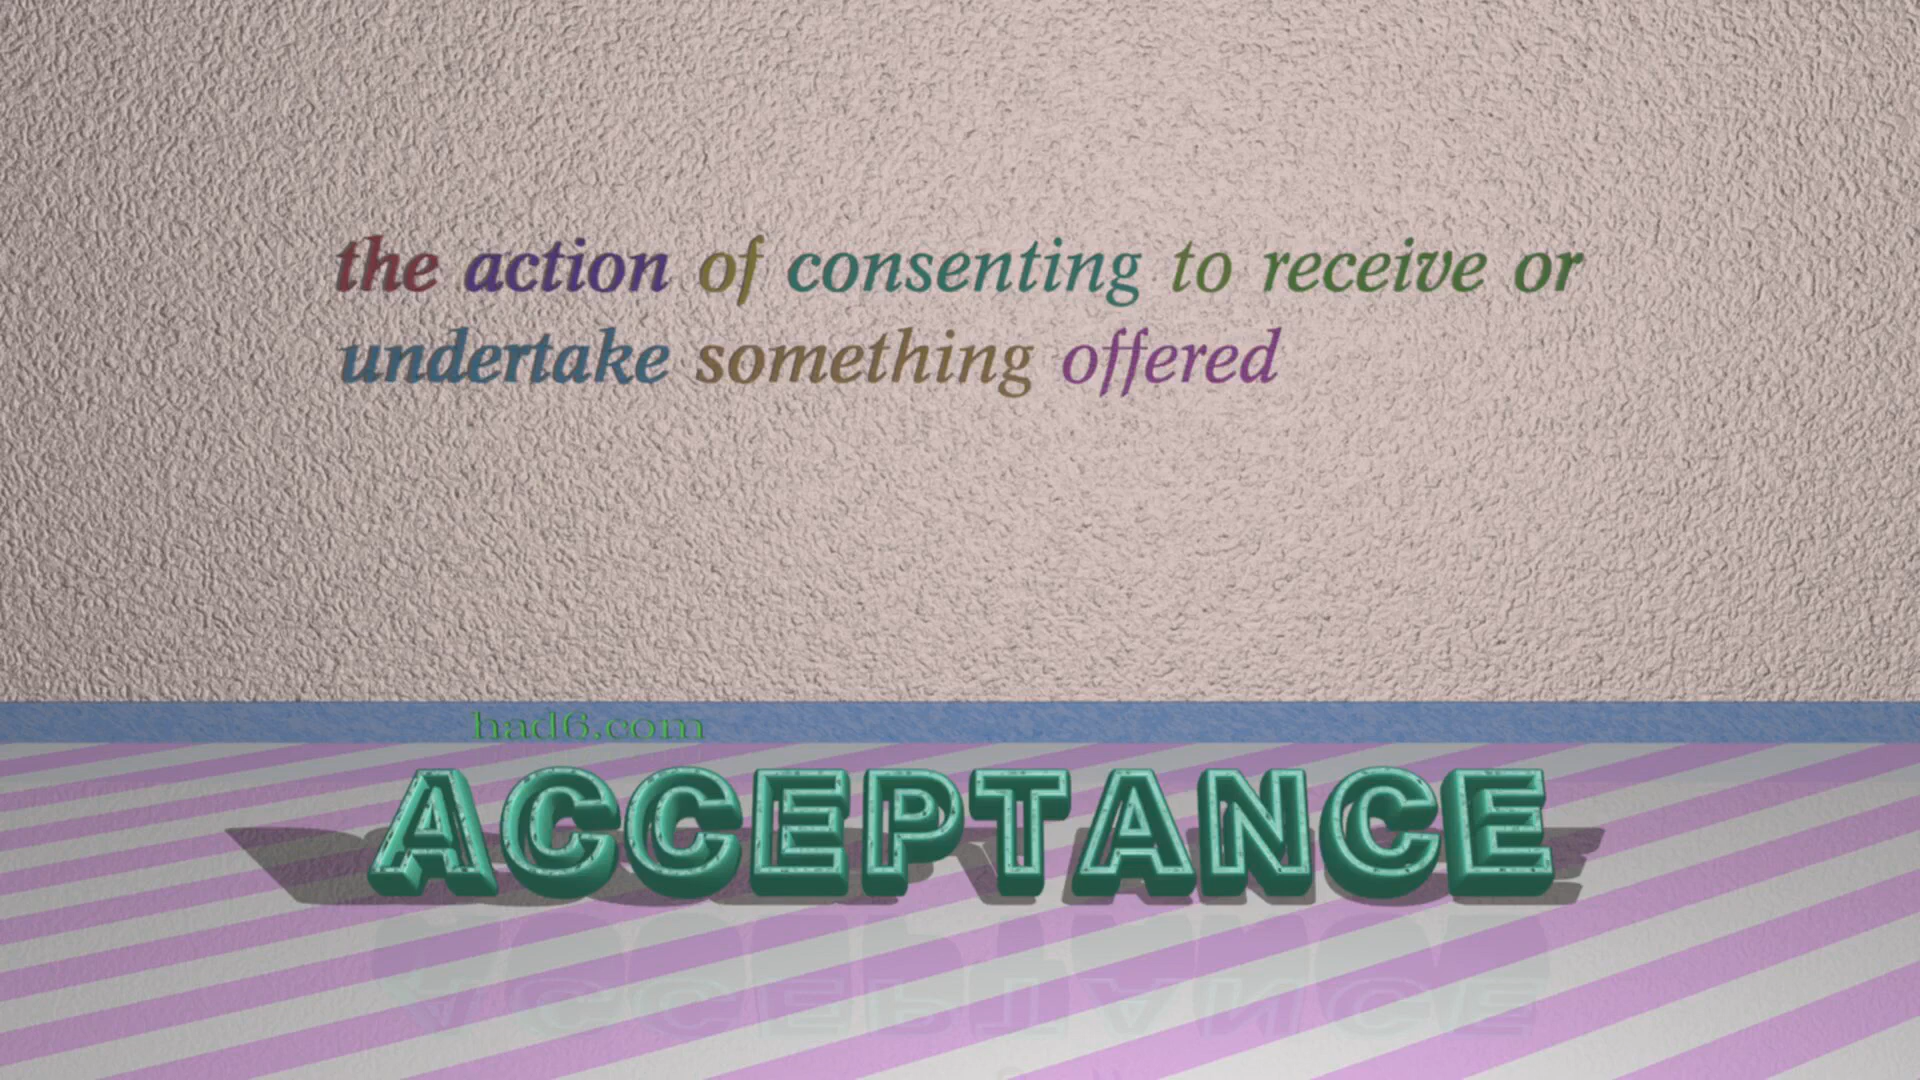 the action of consenting to receive or
undertake something offered
had6.com
ACCEPTANCE